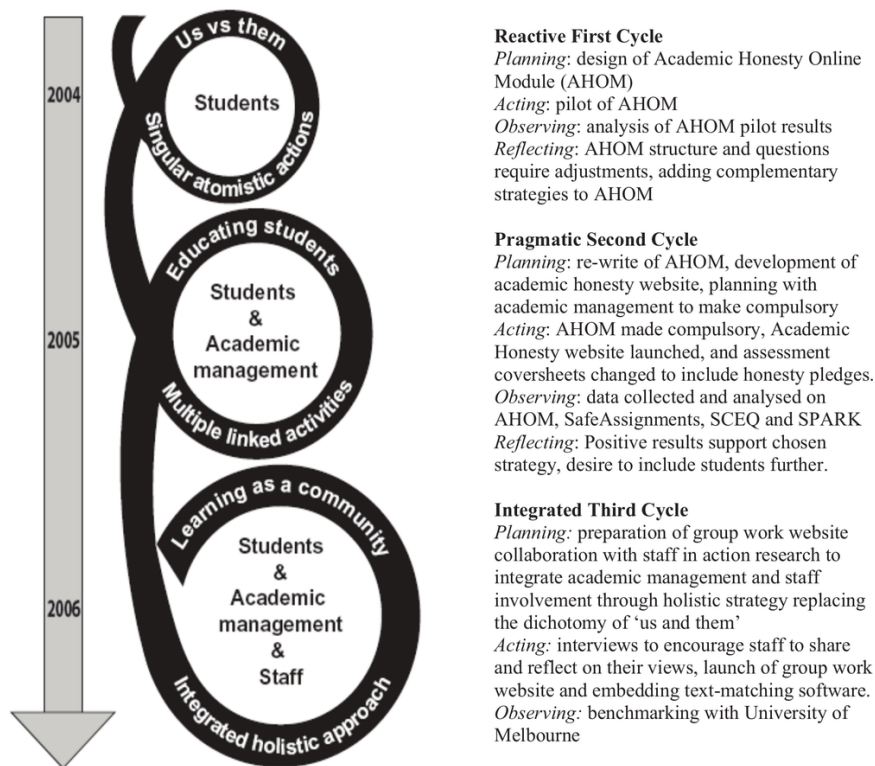 2004
2005
2006
Us vs them
Students
Singular atomistic actions
Educating students
Students
&
Academic
management
Multiple linked activities
Learning as a community
Students
&
Academic
management
&
Staff
Integrated holistic approach
Reactive First Cycle
Planning: design of Academic Honesty Online
Module (AHOM)
Acting: pilot of AHOM
Observing: analysis of AHOM pilot results
Reflecting: AHOM structure and questions
require adjustments, adding complementary
strategies to AHOM
Pragmatic Second Cycle
Planning: re-write of AHOM, development of
academic honesty website, planning with
academic management to make compulsory
Acting: AHOM made compulsory, Academic
Honesty website launched, and assessment
coversheets changed to include honesty pledges.
Observing: data collected and analysed on
AHOM, SafeAssignments, SCEQ and SPARK
Reflecting: Positive results support chosen
strategy, desire to include students further.
Integrated Third Cycle
Planning: preparation of group work website
collaboration with staff in action research to
integrate academic management and staff
involvement through holistic strategy replacing
the dichotomy of ‘us and them’
Acting: interviews to encourage staff to share
and reflect on their views, launch of group work
website and embedding text-matching software.
Observing: benchmarking with University of
Melbourne